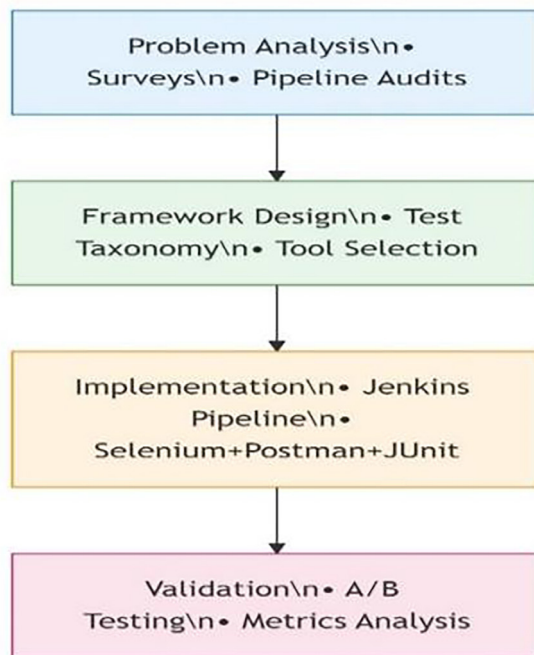 Problem Analysis\n•
Surveys\n• Pipeline Audits
Framework Design\n• Test
Taxonomy\n• Tool Selection
Implementation\n• Jenkins
Pipeline\n•
Selenium+Postman+JUnit
Validation\n• A/B
Testing\n• Metrics Analysis